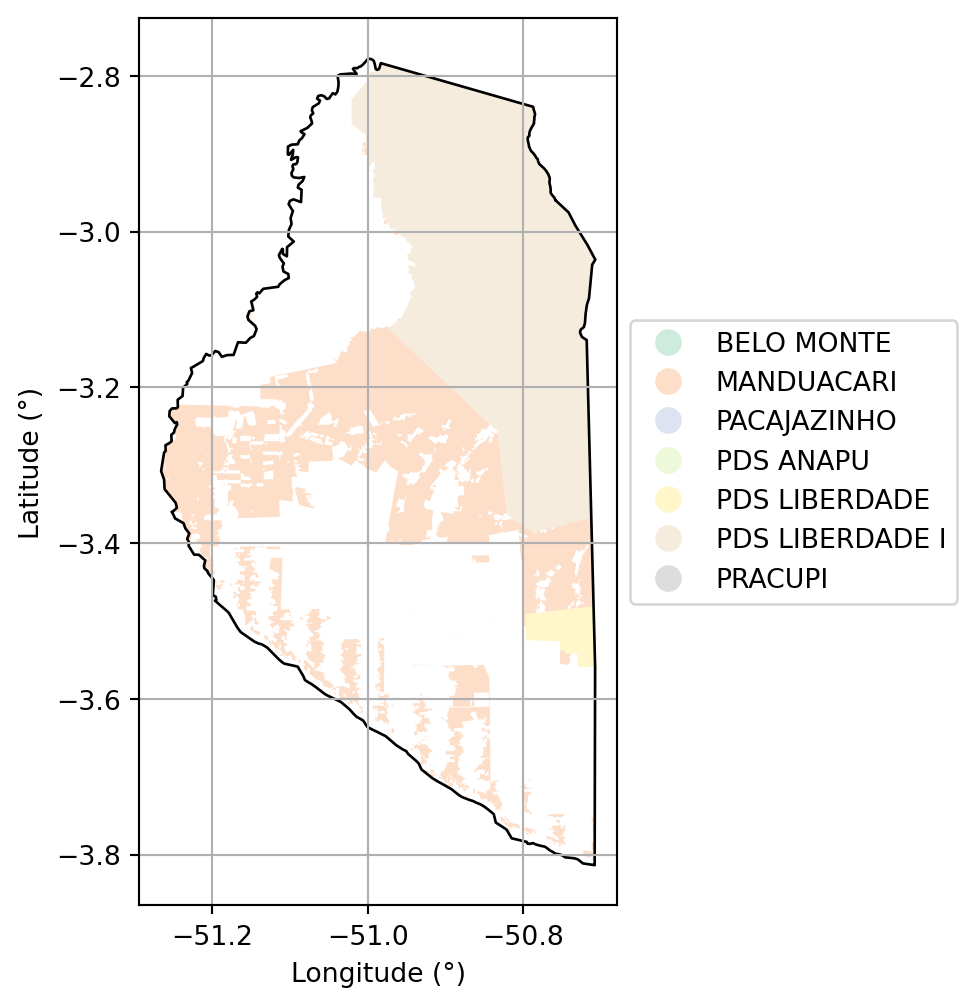 −2.8
−3.0
−3.2
−3.4
−3.6
−3.8
Latitude (°)
−51.2
−51.0
−50.8
Longitude (°)
BELO MONTE
MANDUACARI
PACAJAZINHO
PDS ANAPU
PDS LIBERDADE
PDS LIBERDADE I
PRACUPI